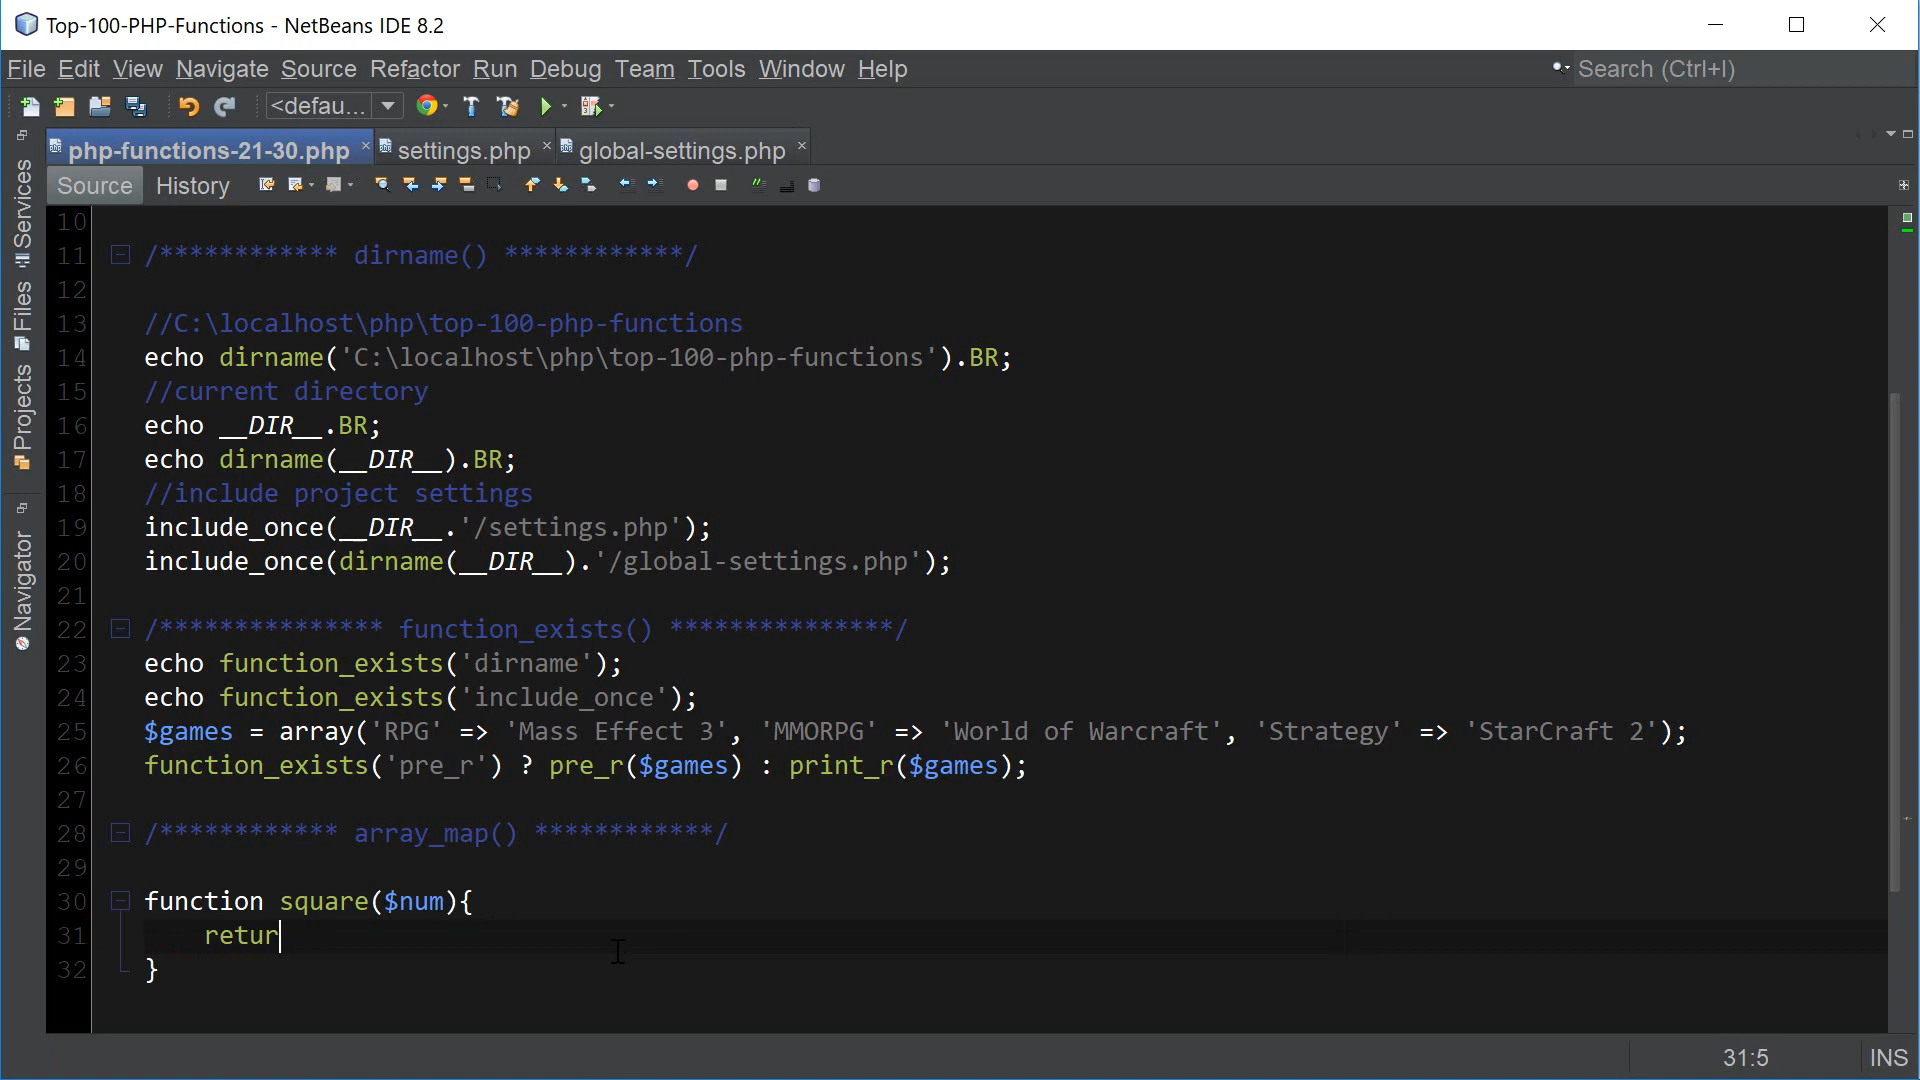 Top-100-PHP-Functions - NetBeans IDE 8.2
File Edit View Navigate Source Refactor Run Debug Team Tools Window Help
Search (Ctrl+I)
<defau...
php-functions-21-30.php
settings.php
global-settings.php
Source History
Services
Files
Projects
Navigator
10
11 /************ dirname() ************/
12
13 //C:\localhost\php\top-100-php-functions
14 echo dirname('C:\localhost\php\top-100-php-functions').BR;
15 //current directory
16 echo __DIR__.BR;
17 echo dirname(__DIR__).BR;
18 //include project settings
19 include_once(__DIR__.'/settings.php');
20 include_once(dirname(__DIR__).'/global-settings.php');
21
22 /*************** function_exists() ***************/
23 echo function_exists('dirname');
24 echo function_exists('include_once');
25 $games = array('RPG' => 'Mass Effect 3', 'MMORPG' => 'World of Warcraft', 'Strategy' => 'StarCraft 2');
26 function_exists('pre_r') ? pre_r($games) : print_r($games);
27
28 /************ array_map() ************/
29
30 function square($num){
31 retur
32 }
31:5 INS